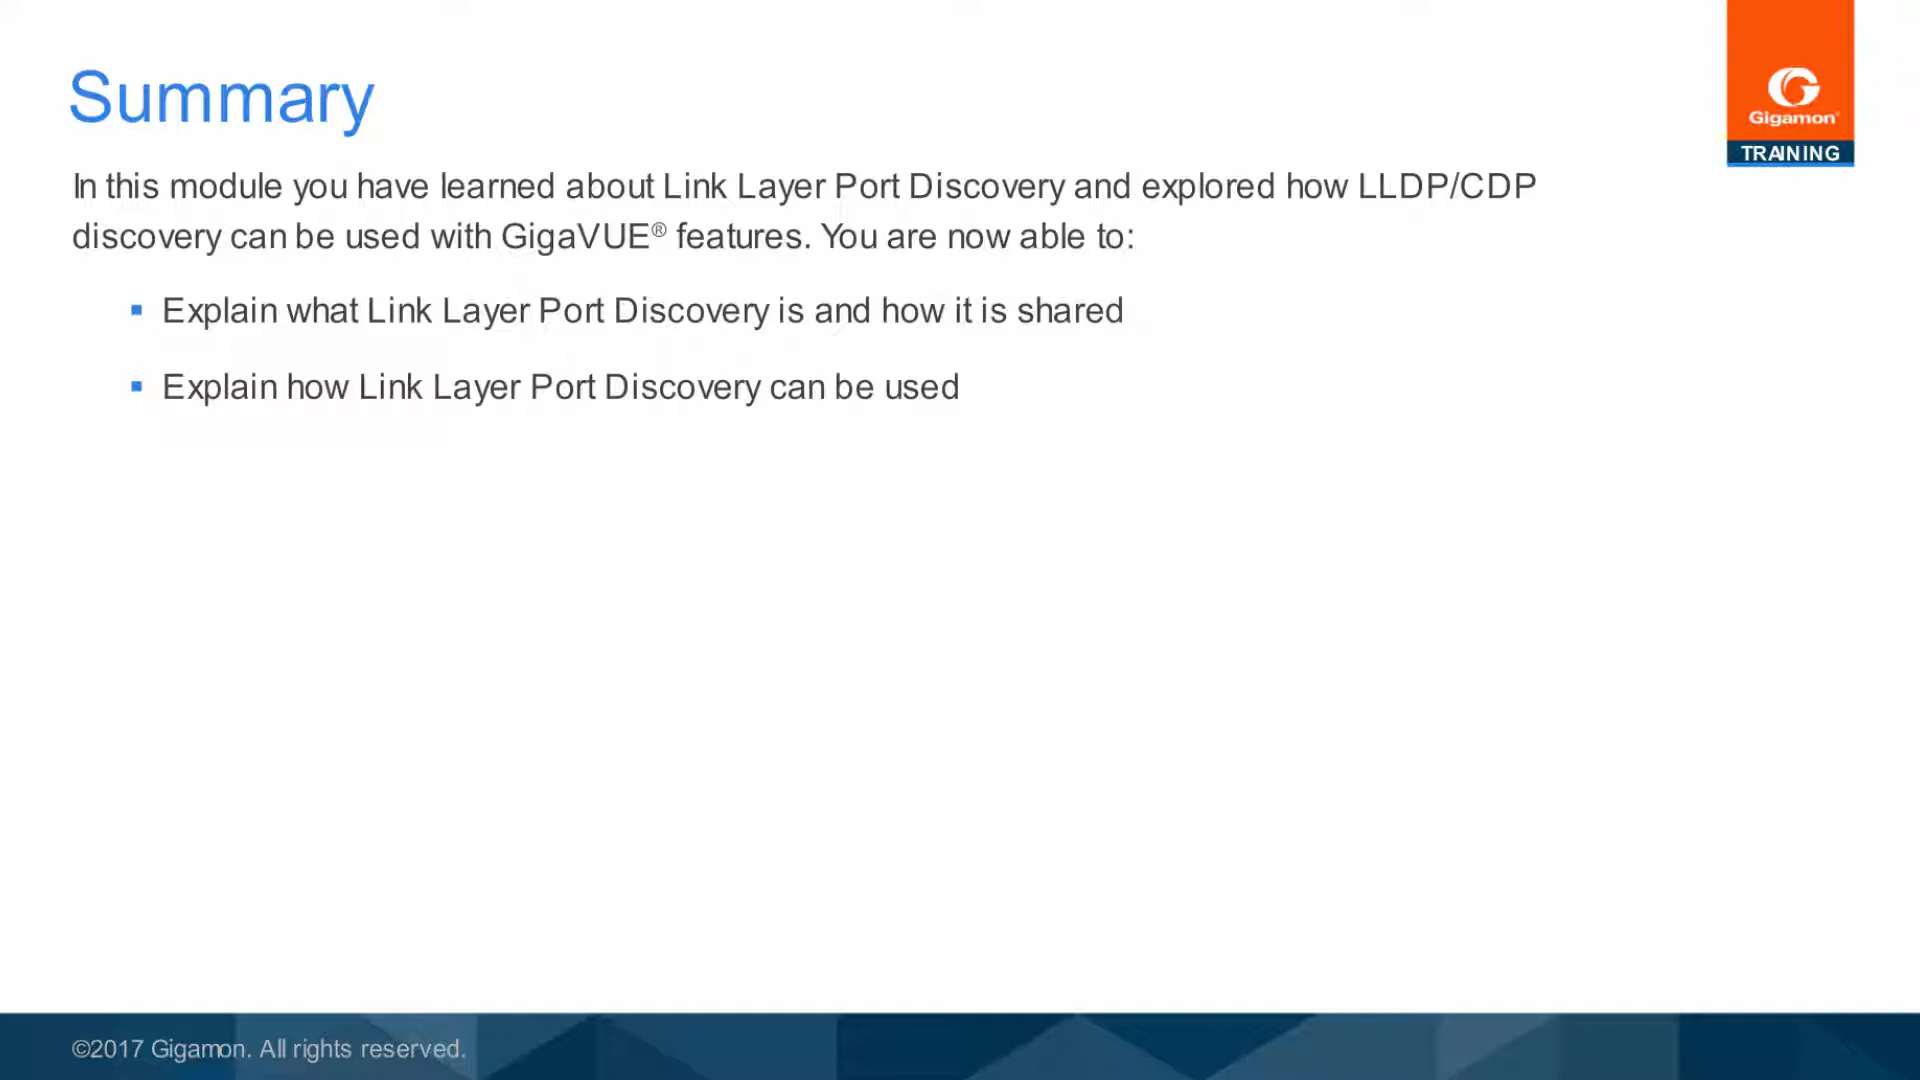 Summary
Gigamon®
TRAINING
In this module you have learned about Link Layer Port Discovery and explored how LLDP/CDP
discovery can be used with GigaVUE® features. You are now able to:
▪ Explain what Link Layer Port Discovery is and how it is shared
▪ Explain how Link Layer Port Discovery can be used
©2017 Gigamon. All rights reserved.